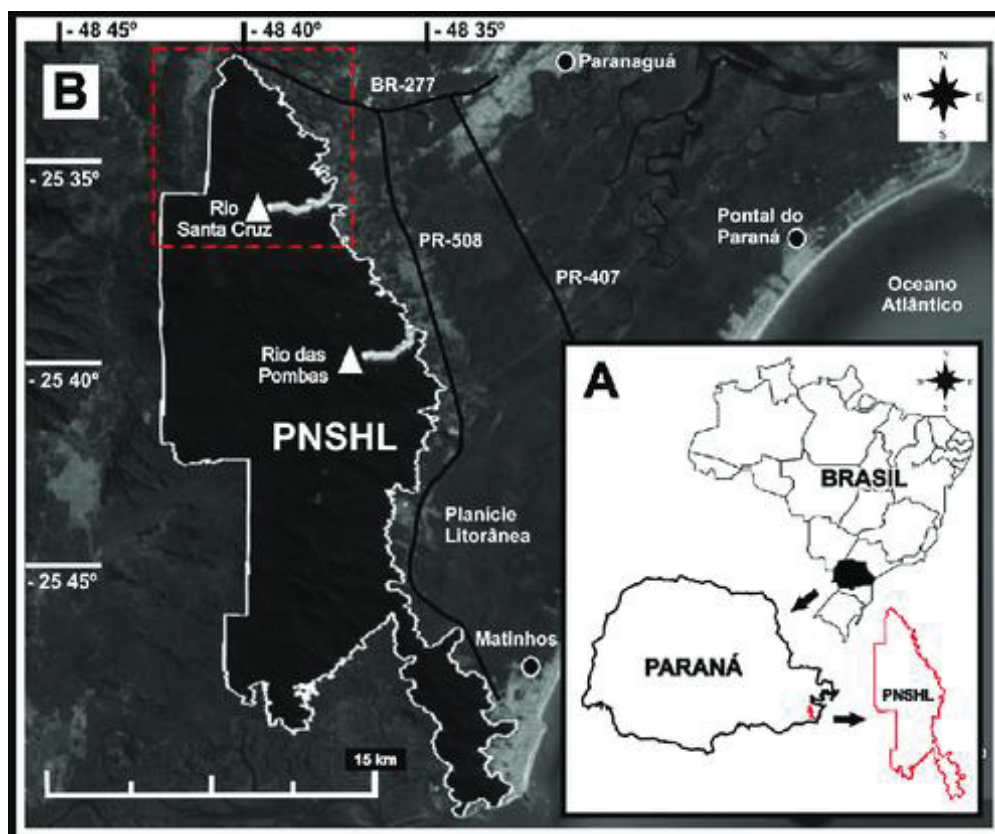 - 48 45º
- 48 40º
- 48 35º
B
BR-277
Paranaguá
N
W
E
S
- 25 35º
Rio
Santa Cruz
PR-508
PR-407
Pontal do
Paraná
Oceano
Atlântico
Rio das
Pombas
- 25 40º
PNSHL
Planície
Litorânea
- 25 45º
Matinhos
15 km
A
BRASIL
PARANÁ
PNSHL